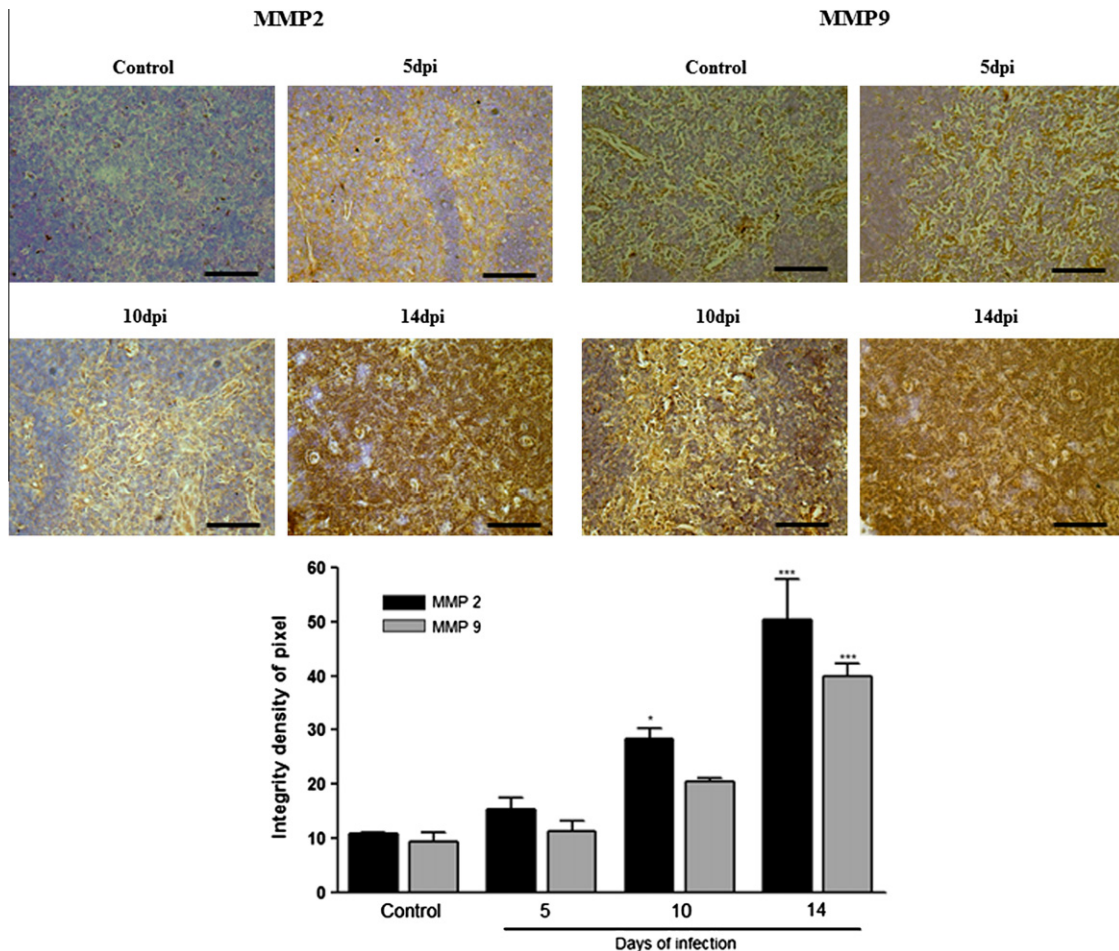 MMP2 MMP9
Control 5dpi Control 5dpi
10dpi 14dpi 10dpi 14dpi
60
50
40
30
20
10
0
Integrity density of pixel
MMP 2
MMP 9
*
***
***
Control 5 10 14
Days of infection